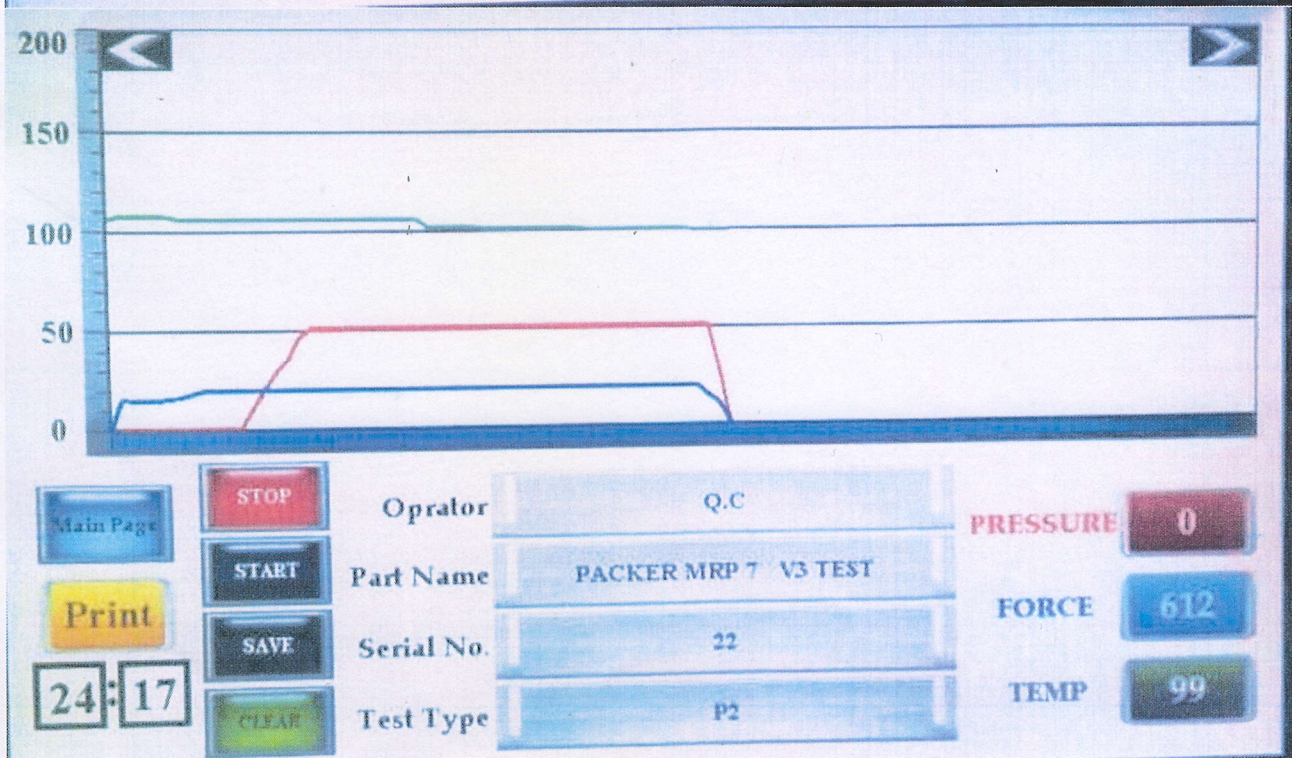 200
150
100
50
0
STOP
Main Page
START
Print
SAVE
24:17
CLEAR
Oprator Q.C
Part Name PACKER MRP 7 V3 TEST
Serial No. 22
Test Type P2
PRESSURE 0
FORCE 612
TEMP 99